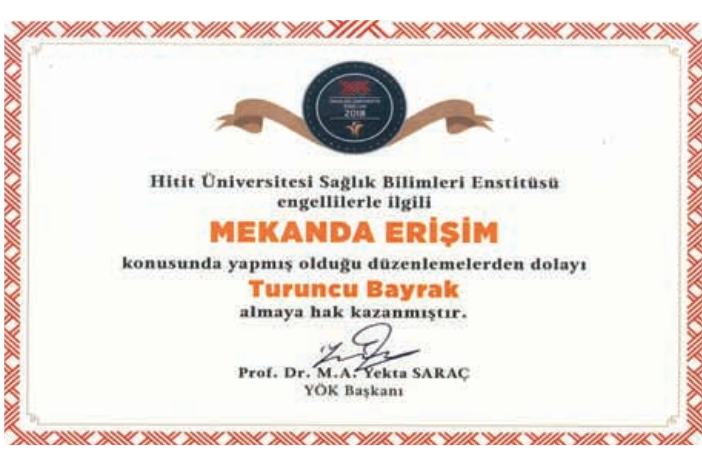 2018
Hitit Üniversitesi Sağlık Bilimleri Enstitüsü
engellilerle ilgili
MEKANDA ERİŞİM
konusunda yapmış olduğu düzenlemelerden dolayı
Turuncu Bayrak
almaya hak kazanmıştır.
Prof. Dr. M.A. Yekta SARAÇ
YÖK Başkanı